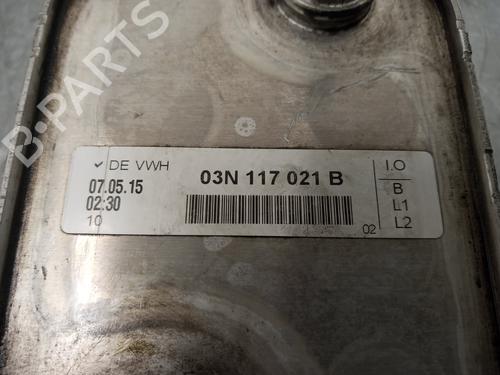 B-PARTS
✓ DE VWH
07.05.15
02:30
10
03N 117 021 B
02
I.O
B
L1
L2